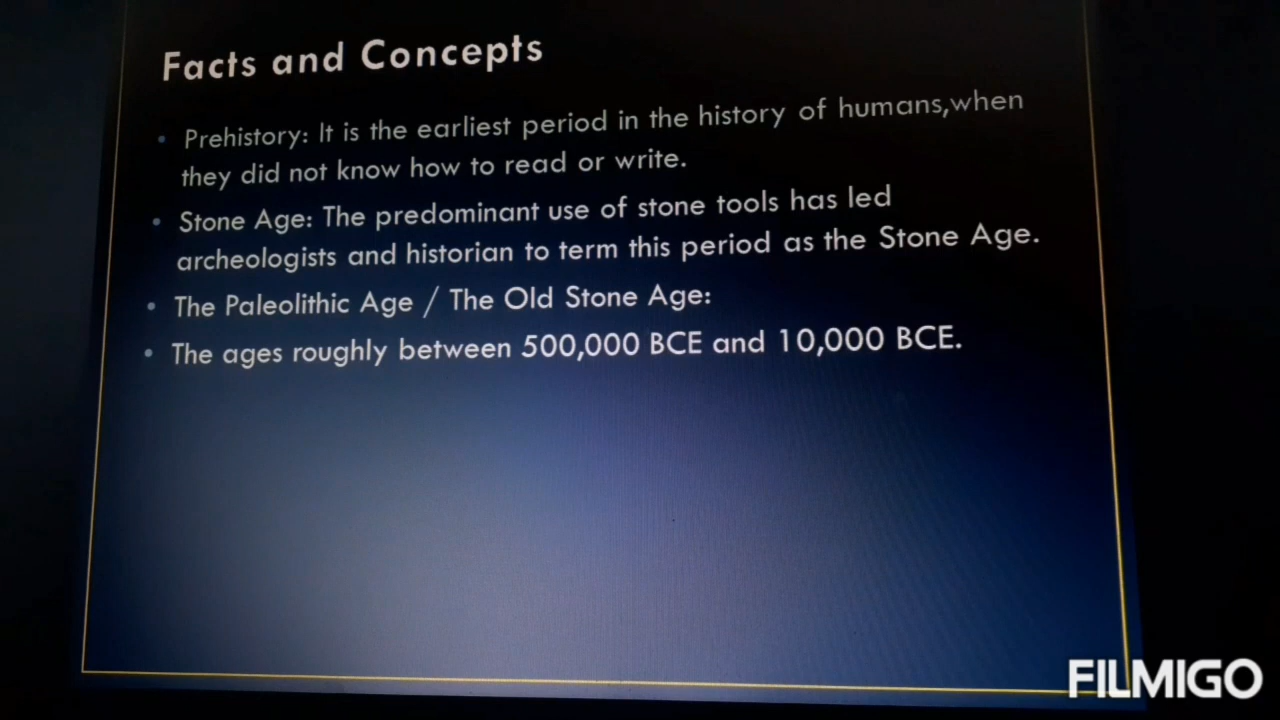 Facts and Concepts
• Prehistory: It is the earliest period in the history of humans,when
they did not know how to read or write.
• Stone Age: The predominant use of stone tools has led
archeologists and historian to term this period as the Stone Age.
• The Paleolithic Age / The Old Stone Age:
• The ages roughly between 500,000 BCE and 10,000 BCE.
FILMIGO